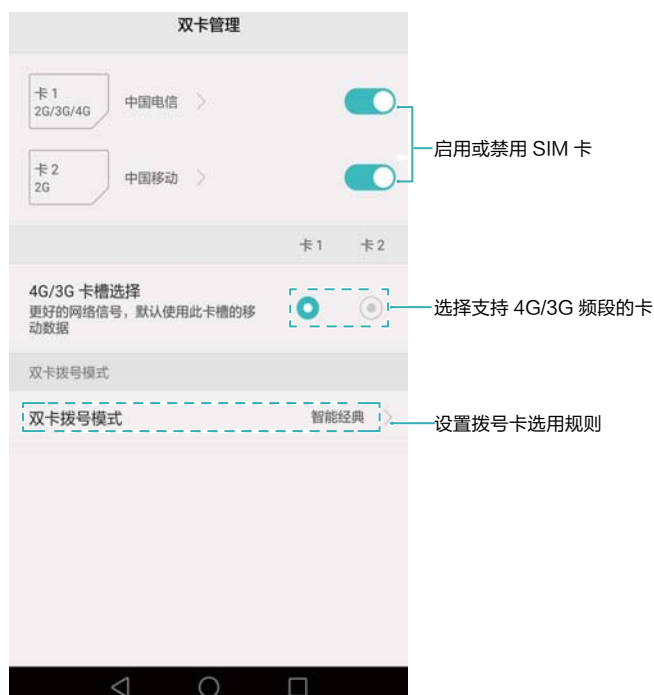 双卡管理
卡 1
2G/3G/4G
中国电信
启用或禁用 SIM 卡
卡 2
2G
中国移动
卡 1 卡 2
4G/3G 卡槽选择
更好的网络信号，默认使用此卡槽的移
动数据
选择支持 4G/3G 频段的卡
双卡拨号模式
双卡拨号模式 智能经典
设置拨号卡选用规则